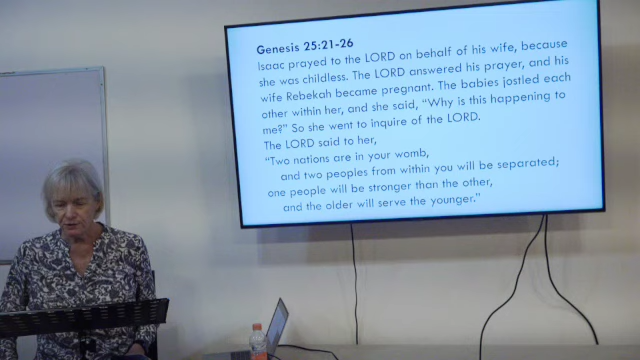 Genesis 25:21-26
Isaac prayed to the LORD on behalf of his wife, because
she was childless. The LORD answered his prayer, and his
wife Rebekah became pregnant. The babies jostled each
other within her, and she said, “Why is this happening to
me?” So she went to inquire of the LORD.
The LORD said to her,
“Two nations are in your womb,
and two peoples from within you will be separated;
one people will be stronger than the other,
and the older will serve the younger.”